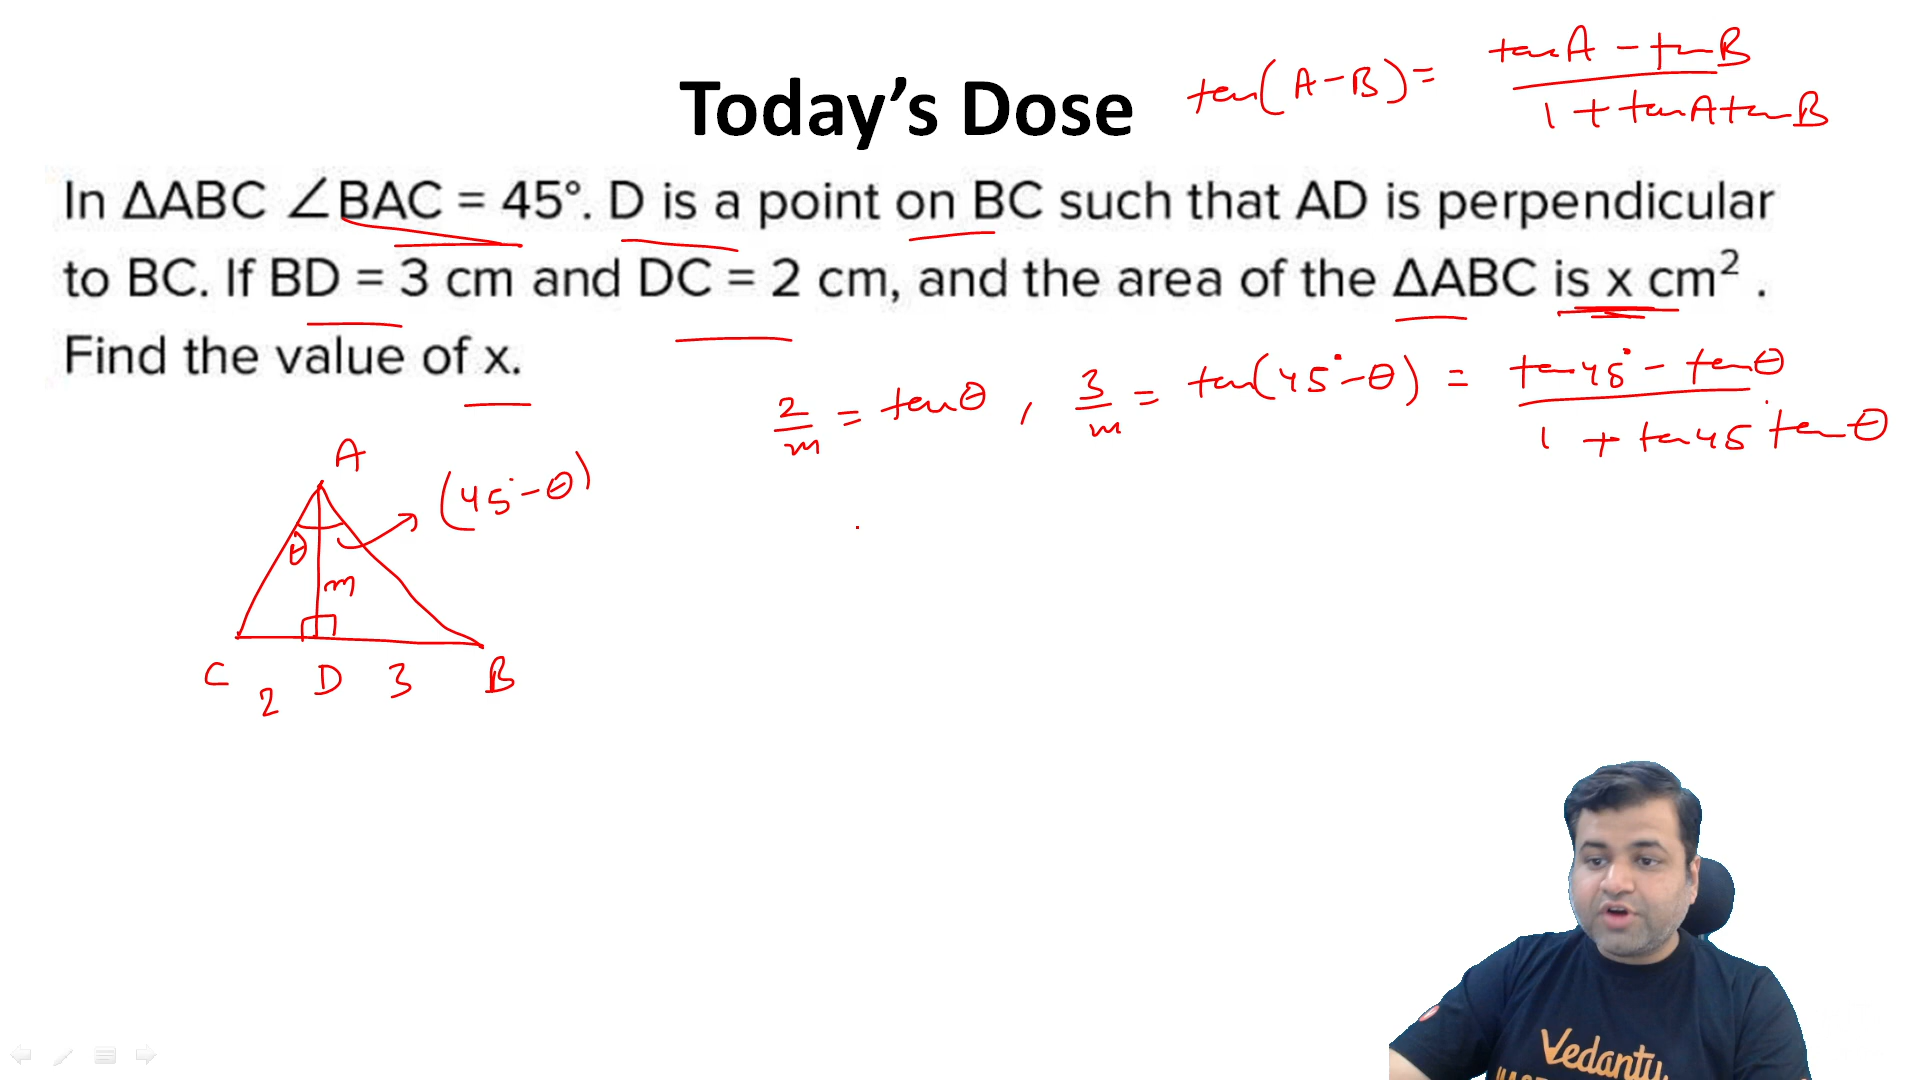 tan(A-B) = tanA - tanB / 1 + tanA tanB
Today's Dose
In ΔABC ∠BAC = 45°. D is a point on BC such that AD is perpendicular
to BC. If BD = 3 cm and DC = 2 cm, and the area of the ΔABC is x cm² .
Find the value of x.
2/m = tanθ , 3/m = tan(45°-θ) = tan45° - tanθ / 1 + tan45° tanθ
A
(45°-θ)
θ
m
C 2 D 3 B
Vedantu